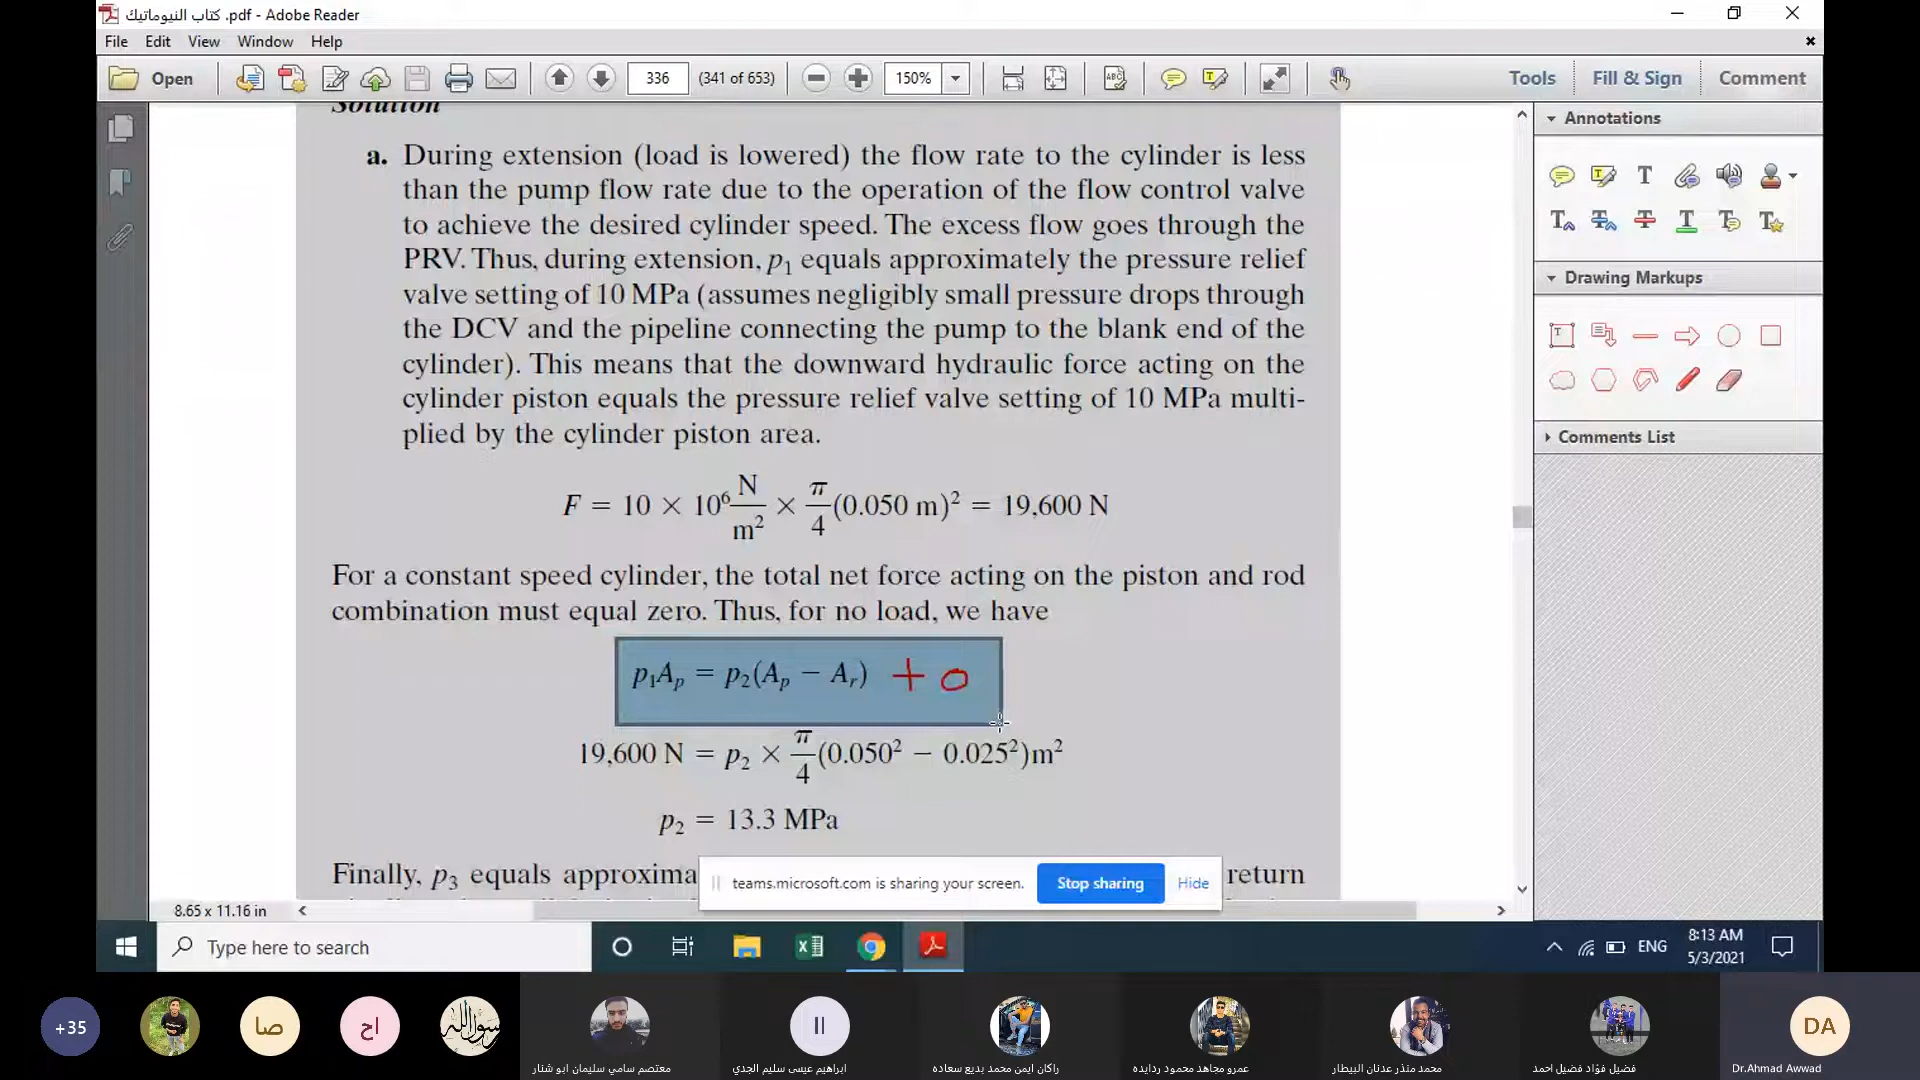 كتاب النيوماتيك .pdf - Adobe Reader
File Edit View Window Help
Open 336 (341 of 653) 150% Tools Fill & Sign Comment
Solution
a. During extension (load is lowered) the flow rate to the cylinder is less
than the pump flow rate due to the operation of the flow control valve
to achieve the desired cylinder speed. The excess flow goes through the
PRV. Thus, during extension, p₁ equals approximately the pressure relief
valve setting of 10 MPa (assumes negligibly small pressure drops through
the DCV and the pipeline connecting the pump to the blank end of the
cylinder). This means that the downward hydraulic force acting on the
cylinder piston equals the pressure relief valve setting of 10 MPa multi-
plied by the cylinder piston area.
F = 10 × 10⁶ N/m² × π/4 (0.050 m)² = 19,600 N
For a constant speed cylinder, the total net force acting on the piston and rod
combination must equal zero. Thus, for no load, we have
p₁Aₚ = p₂(Aₚ − Aᵣ) + 0
19,600 N = p₂ × π/4 (0.050² − 0.025²)m²
p₂ = 13.3 MPa
Finally, p₃ equals approxima return
Annotations
Drawing Markups
Comments List
teams.microsoft.com is sharing your screen. Stop sharing Hide
8.65 x 11.16 in
Type here to search
ENG
8:13 AM
5/3/2021
+35
صا
اح
DA
معتصم سامي سليمان ابو شنار
ابراهيم عيسى سليم الجدي
راكان ايمن محمد بديع سعاده
عمرو مجاهد محمود ردايده
محمد منذر عدنان البيطار
فضيل فؤاد فضيل احمد
Dr.Ahmad Awwad